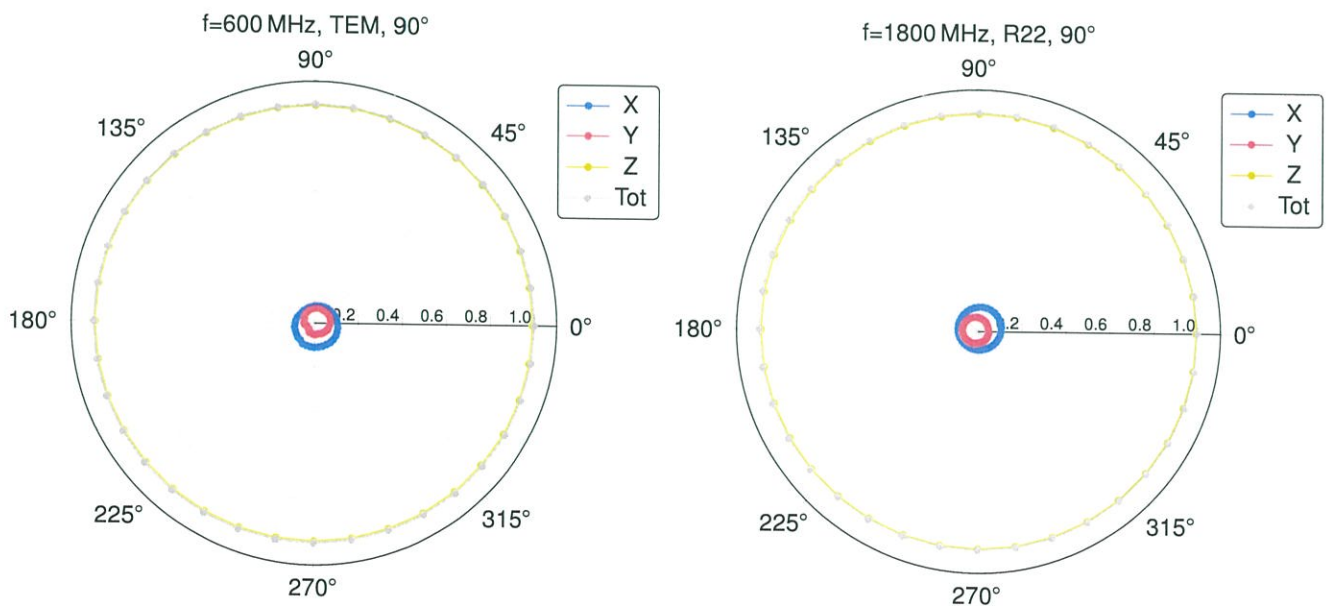 f=600 MHz, TEM, 90°
90°
135°
45°
X
Y
Z
Tot
180°
0.2 0.4 0.6 0.8 1.0
0°
225°
315°
270°
f=1800 MHz, R22, 90°
90°
135°
45°
X
Y
Z
Tot
180°
.2 0.4 0.6 0.8 1.0
0°
225°
315°
270°